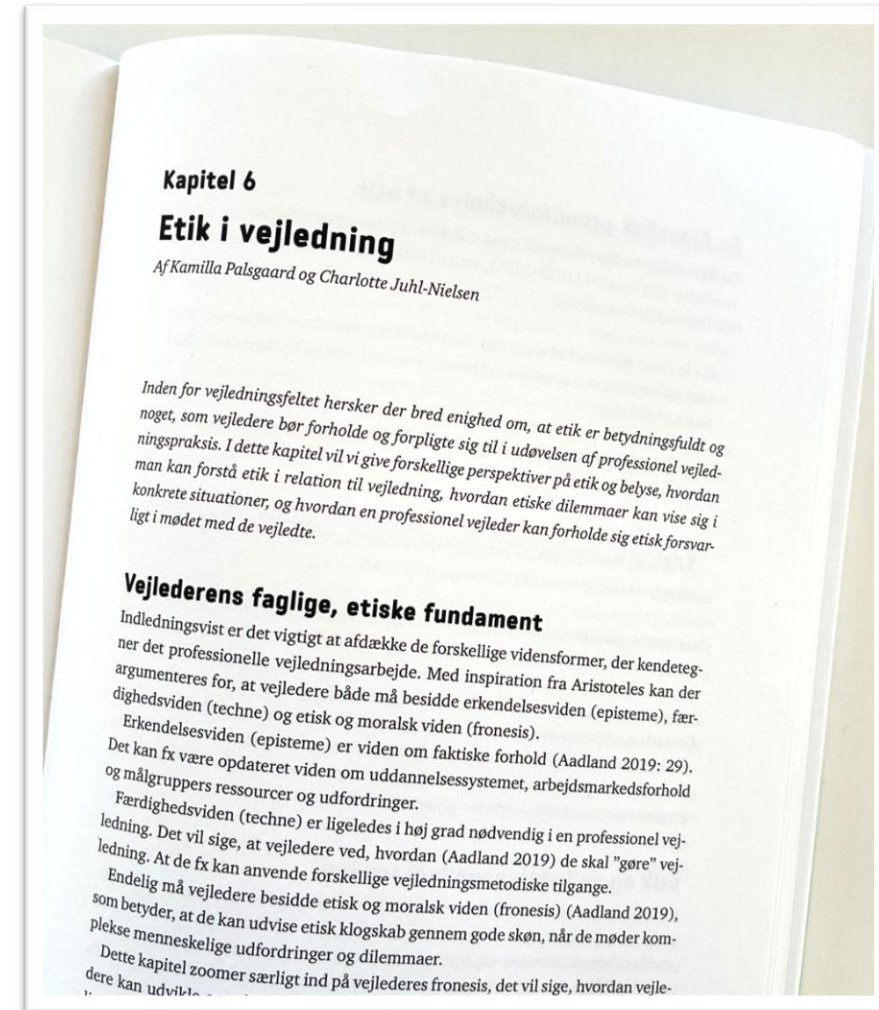 Kapitel 6
Etik i vejledning
Af Kamilla Palsgaard og Charlotte Juhl-Nielsen
Inden for vejledningsfeltet hersker der bred enighed om, at etik er betydningsfuldt og
noget, som vejledere bør forholde og forpligte sig til i udøvelsen af professionel vejled-
ningspraksis. I dette kapitel vil vi give forskellige perspektiver på etik og belyse, hvordan
man kan forstå etik i relation til vejledning, hvordan etiske dilemmaer kan vise sig i
konkrete situationer, og hvordan en professionel vejleder kan forholde sig etisk forsvar-
ligt i mødet med de vejledte.
Vejlederens faglige, etiske fundament
Indledningsvist er det vigtigt at afdække de forskellige vidensformer, der kendeteg-
ner det professionelle vejledningsarbejde. Med inspiration fra Aristoteles kan der
argumenteres for, at vejledere både må besidde erkendelsesviden (episteme), fær-
dighedsviden (techne) og etisk og moralsk viden (fronesis).
Erkendelsesviden (episteme) er viden om faktiske forhold (Aadland 2019: 29).
Det kan fx være opdateret viden om uddannelsessystemet, arbejdsmarkedsforhold
og målgruppers ressourcer og udfordringer.
Færdighedsviden (techne) er ligeledes i høj grad nødvendig i en professionel vej-
ledning. Det vil sige, at vejledere ved, hvordan (Aadland 2019) de skal ”gøre” vej-
ledning. At de fx kan anvende forskellige vejledningsmetodiske tilgange.
Endelig må vejledere besidde etisk og moralsk viden (fronesis) (Aadland 2019),
som betyder, at de kan udvise etisk klogskab gennem gode skøn, når de møder kom-
plekse menneskelige udfordringer og dilemmaer.
Dette kapitel zoomer særligt ind på vejlederes fronesis, det vil sige, hvordan vejle-
dere kan